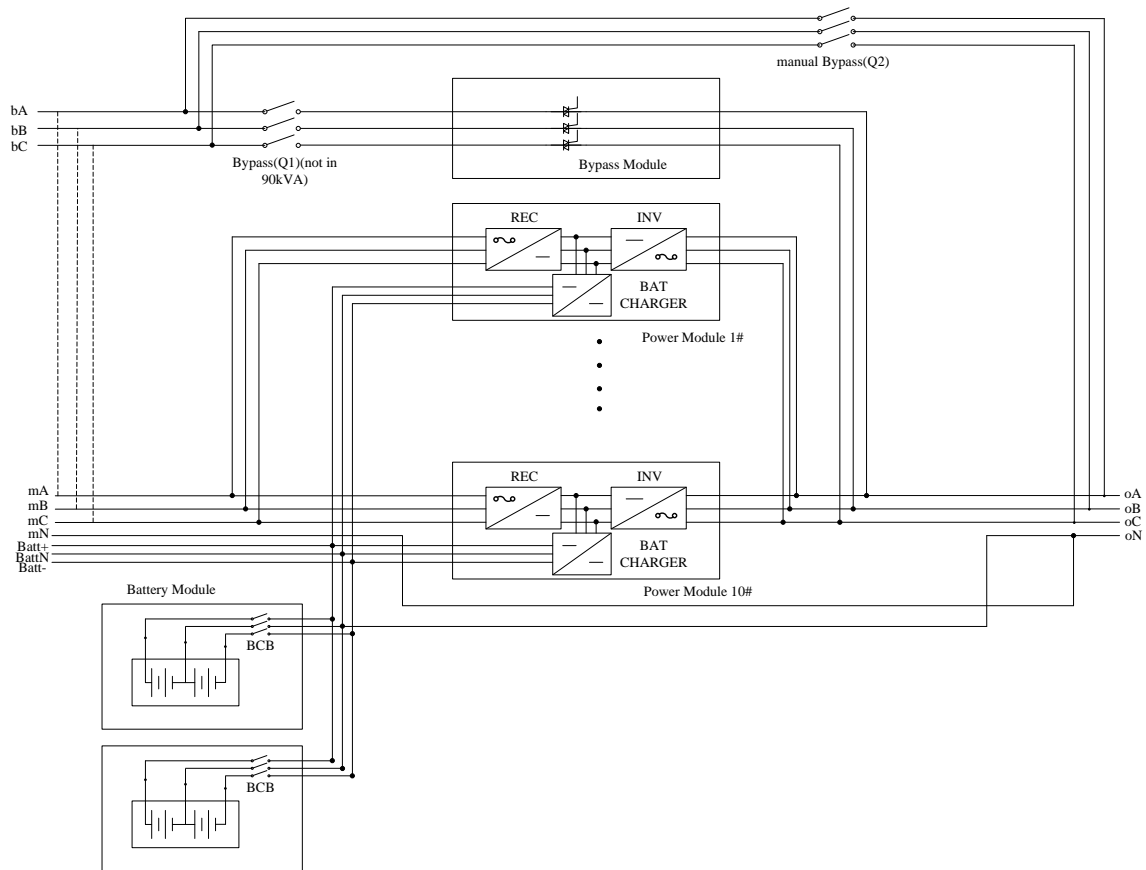 manual Bypass(Q2)
bA
bB
bC
Bypass(Q1)(not in
90kVA)
Bypass Module
REC
INV
BAT
CHARGER
Power Module 1#
REC
INV
BAT
CHARGER
Power Module 10#
mA
mB
mC
mN
Batt+
BattN
Batt-
oA
oB
oC
oN
Battery Module
BCB
BCB